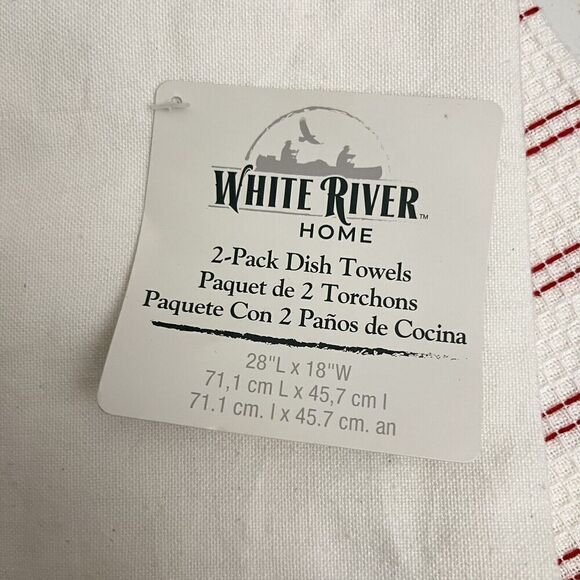 WHITE RIVER™
HOME
2-Pack Dish Towels
Paquet de 2 Torchons
Paquete Con 2 Paños de Cocina
28"L x 18"W
71,1 cm L x 45,7 cm l
71.1 cm. l x 45.7 cm. an